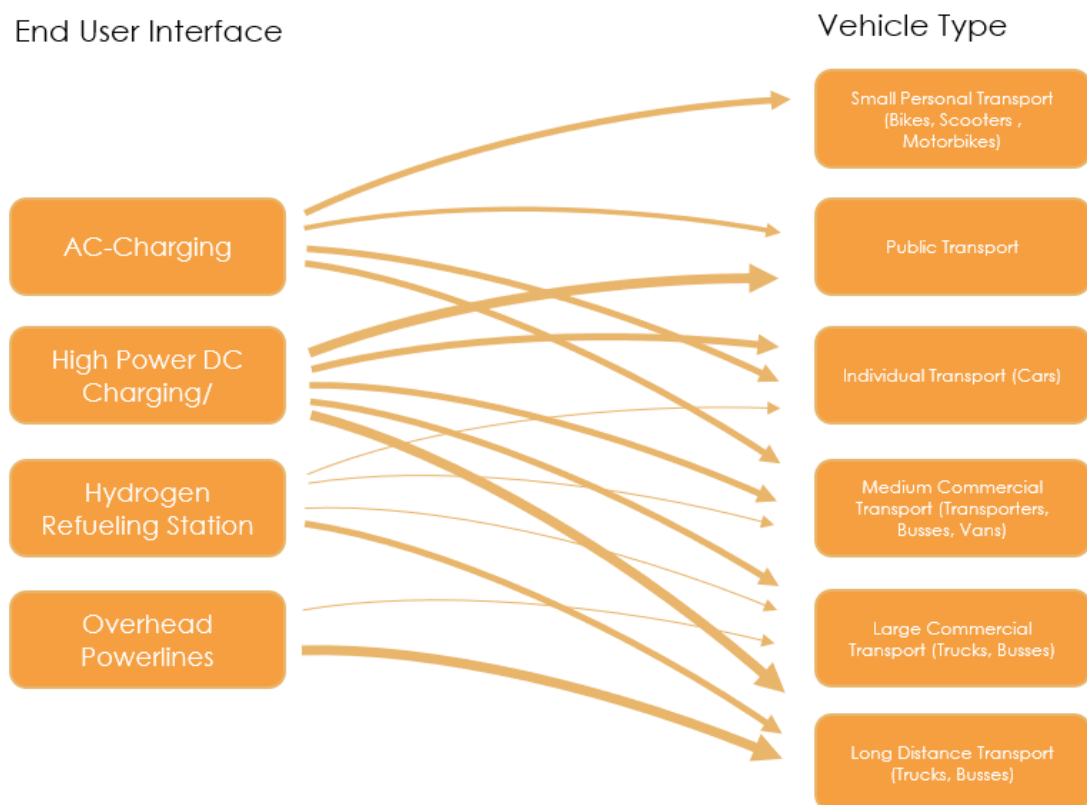 End User Interface
Vehicle Type
AC-Charging
High Power DC
Charging/
Hydrogen
Refueling Station
Overhead
Powerlines
Small Personal Transport
(Bikes, Scooters ,
Motorbikes)
Public Transport
Individual Transport (Cars)
Medium Commercial
Transport (Transporters,
Busses, Vans)
Large Commercial
Transport (Trucks, Busses)
Long Distance Transport
(Trucks, Busses)